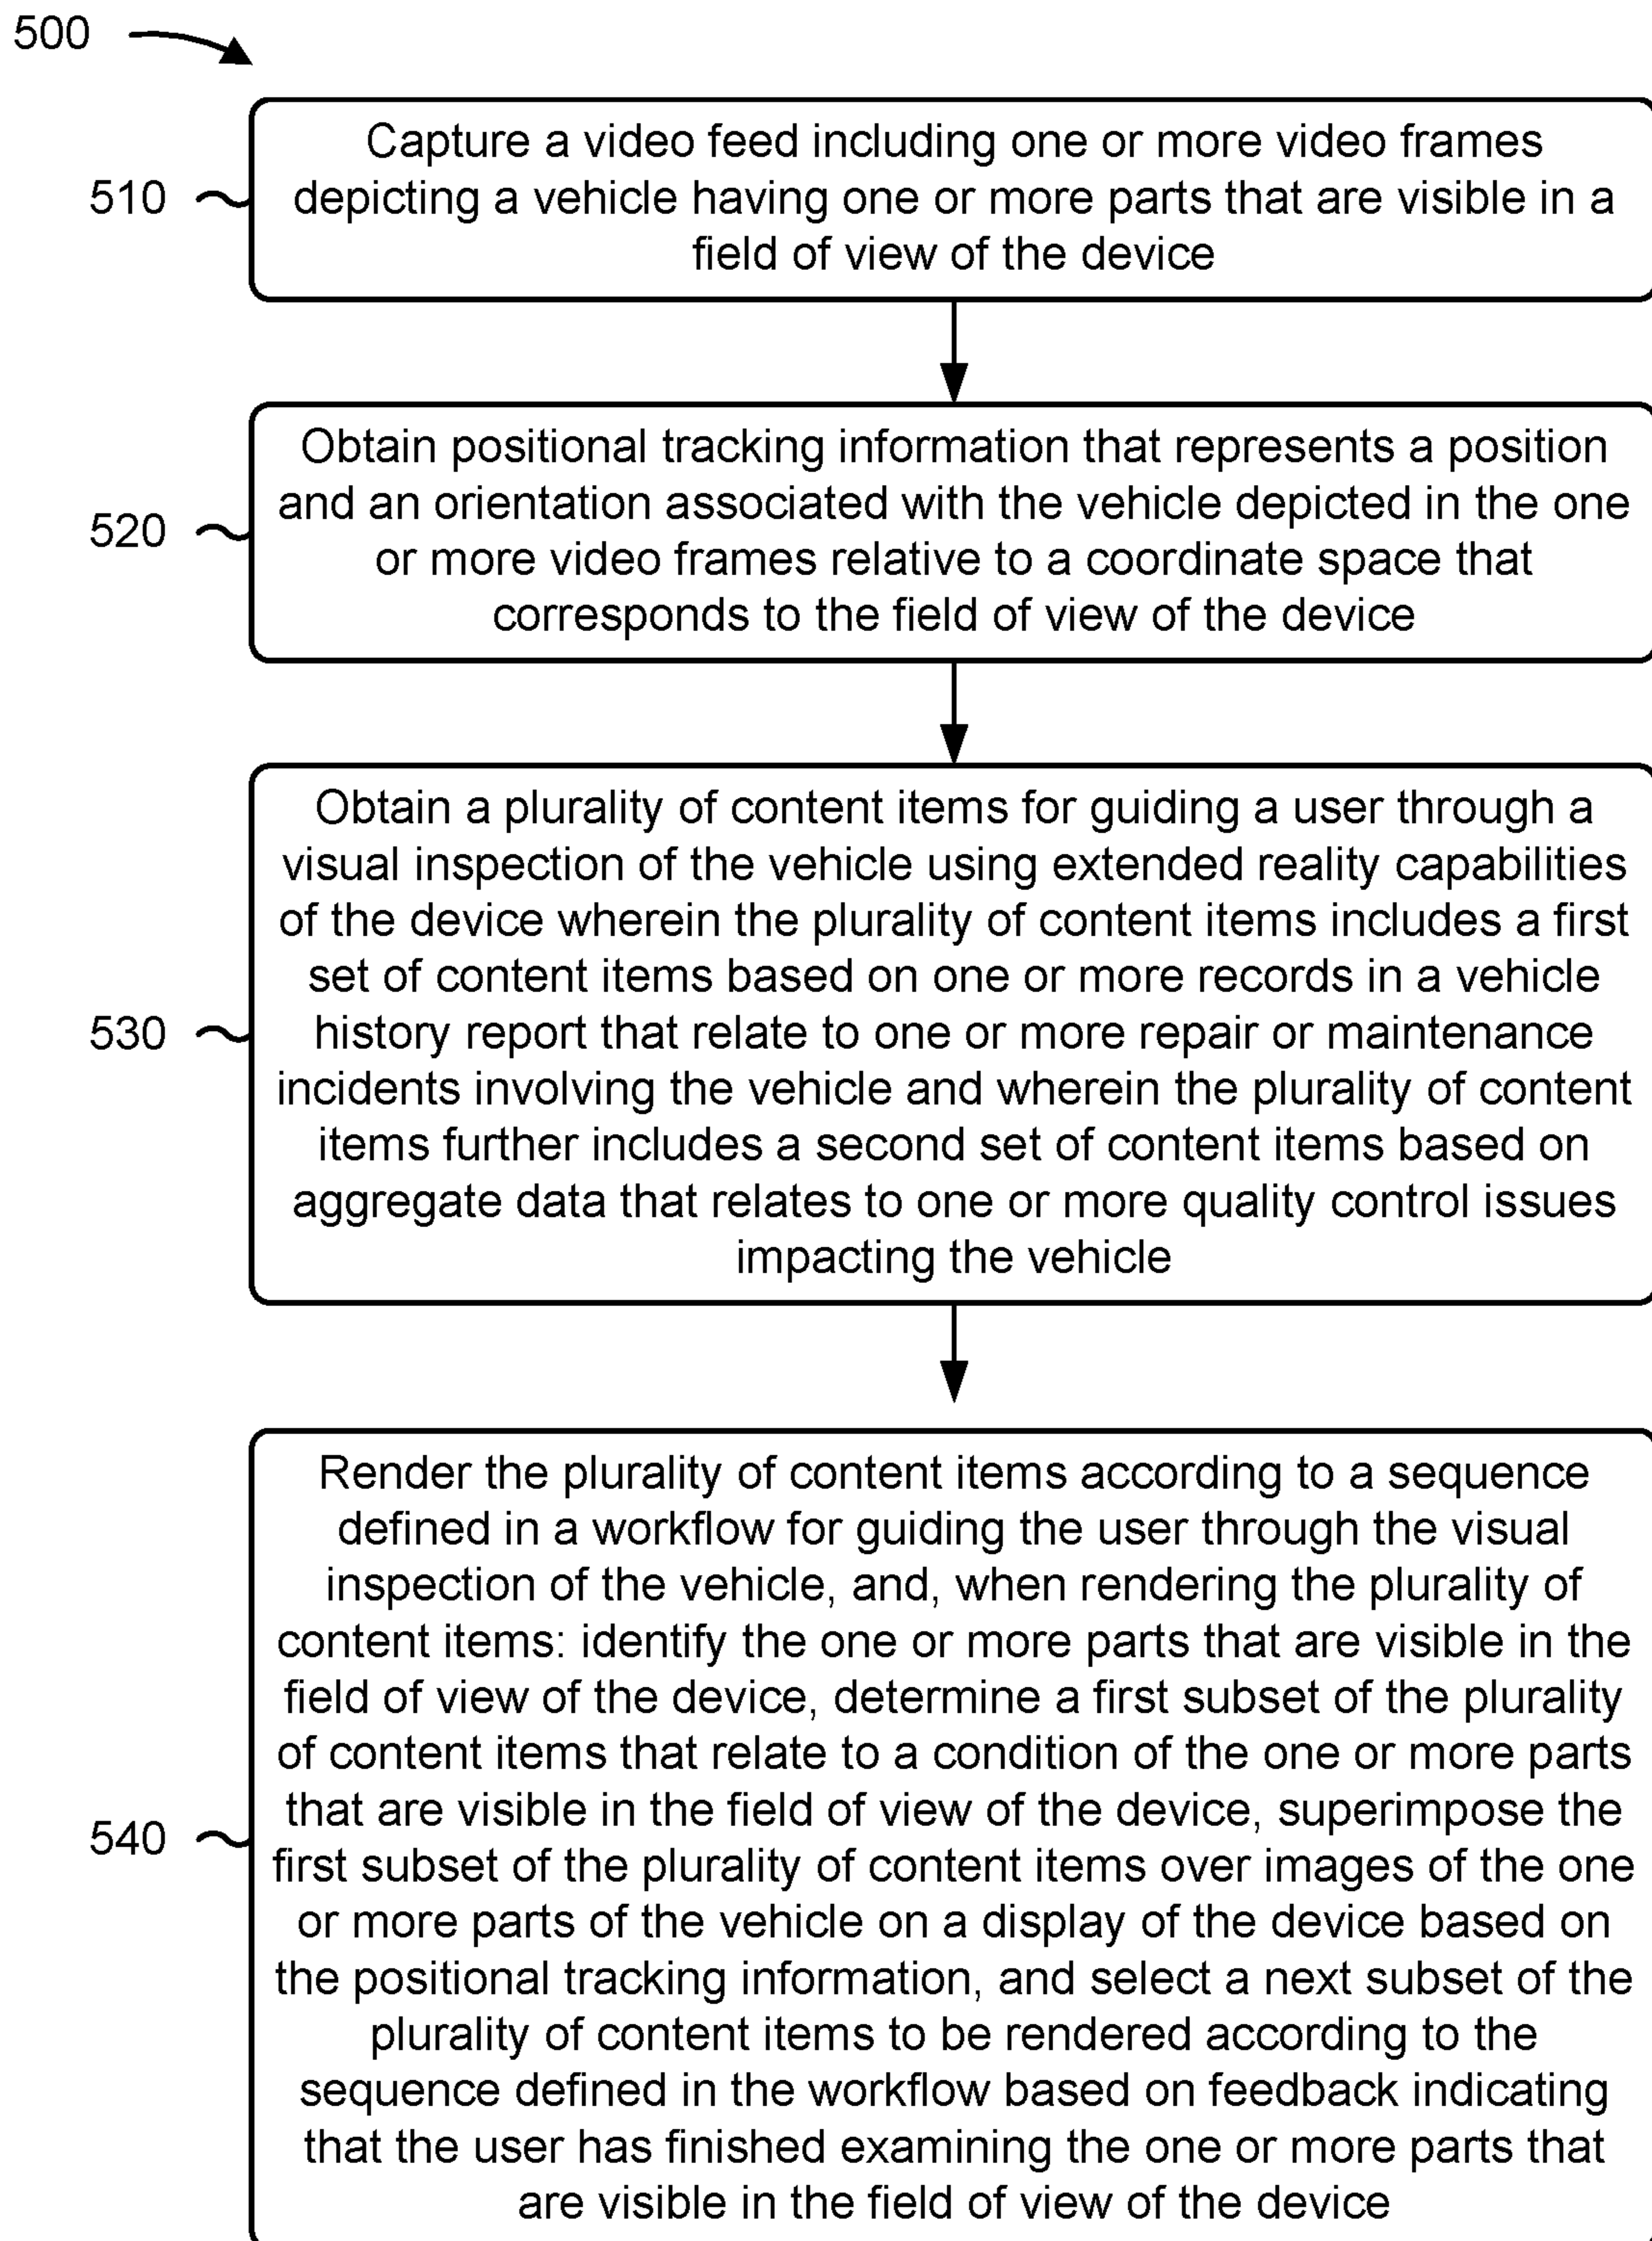 500
Capture a video feed including one or more video frames
depicting a vehicle having one or more parts that are visible in a
field of view of the device
510
Obtain positional tracking information that represents a position
and an orientation associated with the vehicle depicted in the one
or more video frames relative to a coordinate space that
corresponds to the field of view of the device
520
Obtain a plurality of content items for guiding a user through a
visual inspection of the vehicle using extended reality capabilities
of the device wherein the plurality of content items includes a first
set of content items based on one or more records in a vehicle
history report that relate to one or more repair or maintenance
incidents involving the vehicle and wherein the plurality of content
items further includes a second set of content items based on
aggregate data that relates to one or more quality control issues
impacting the vehicle
530
Render the plurality of content items according to a sequence
defined in a workflow for guiding the user through the visual
inspection of the vehicle, and, when rendering the plurality of
content items: identify the one or more parts that are visible in the
field of view of the device, determine a first subset of the plurality
of content items that relate to a condition of the one or more parts
that are visible in the field of view of the device, superimpose the
first subset of the plurality of content items over images of the one
or more parts of the vehicle on a display of the device based on
the positional tracking information, and select a next subset of the
plurality of content items to be rendered according to the
sequence defined in the workflow based on feedback indicating
that the user has finished examining the one or more parts that
are visible in the field of view of the device
540